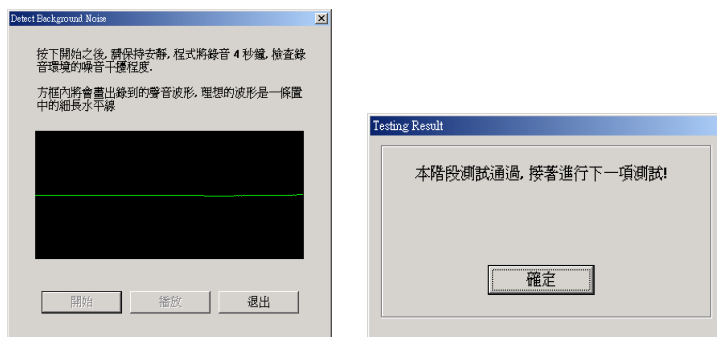 Detect Background Noise
按下開始之後, 請保持安靜, 程式將錄音 4 秒鐘, 檢查錄
音環境的噪音干擾程度.
方框內將會畫出錄到的聲音波形, 理想的波形是一條置
中的細長水平線
開始
播放
退出
Testing Result
本階段測試通過, 接著進行下一項測試!
確定